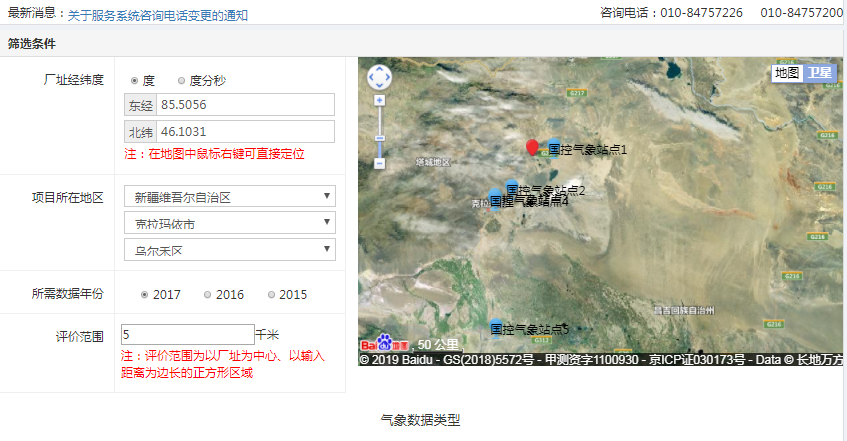 最新消息：关于服务系统咨询电话变更的通知
咨询电话：010-84757226 010-84757200
筛选条件
厂址经纬度
度 度分秒
东经 85.5056
北纬 46.1031
注：在地图中鼠标右键可直接定位
项目所在地区
新疆维吾尔自治区
克拉玛依市
乌尔禾区
所需数据年份
2017 2016 2015
评价范围
5 千米
注：评价范围为以厂址为中心、以输入
距离为边长的正方形区域
地图 卫星
G217
G216
G216
塔城地区
国控气象站点1
国控气象站点2
克拉
国控气象站点4
G216
G216
G216
昌吉回族自治州
国控气象站点5
G216
G312
Bai 地图
50 公里
© 2019 Baidu - GS(2018)5572号 - 甲测资字1100930 - 京ICP证030173号 - Data © 长地万方
气象数据类型